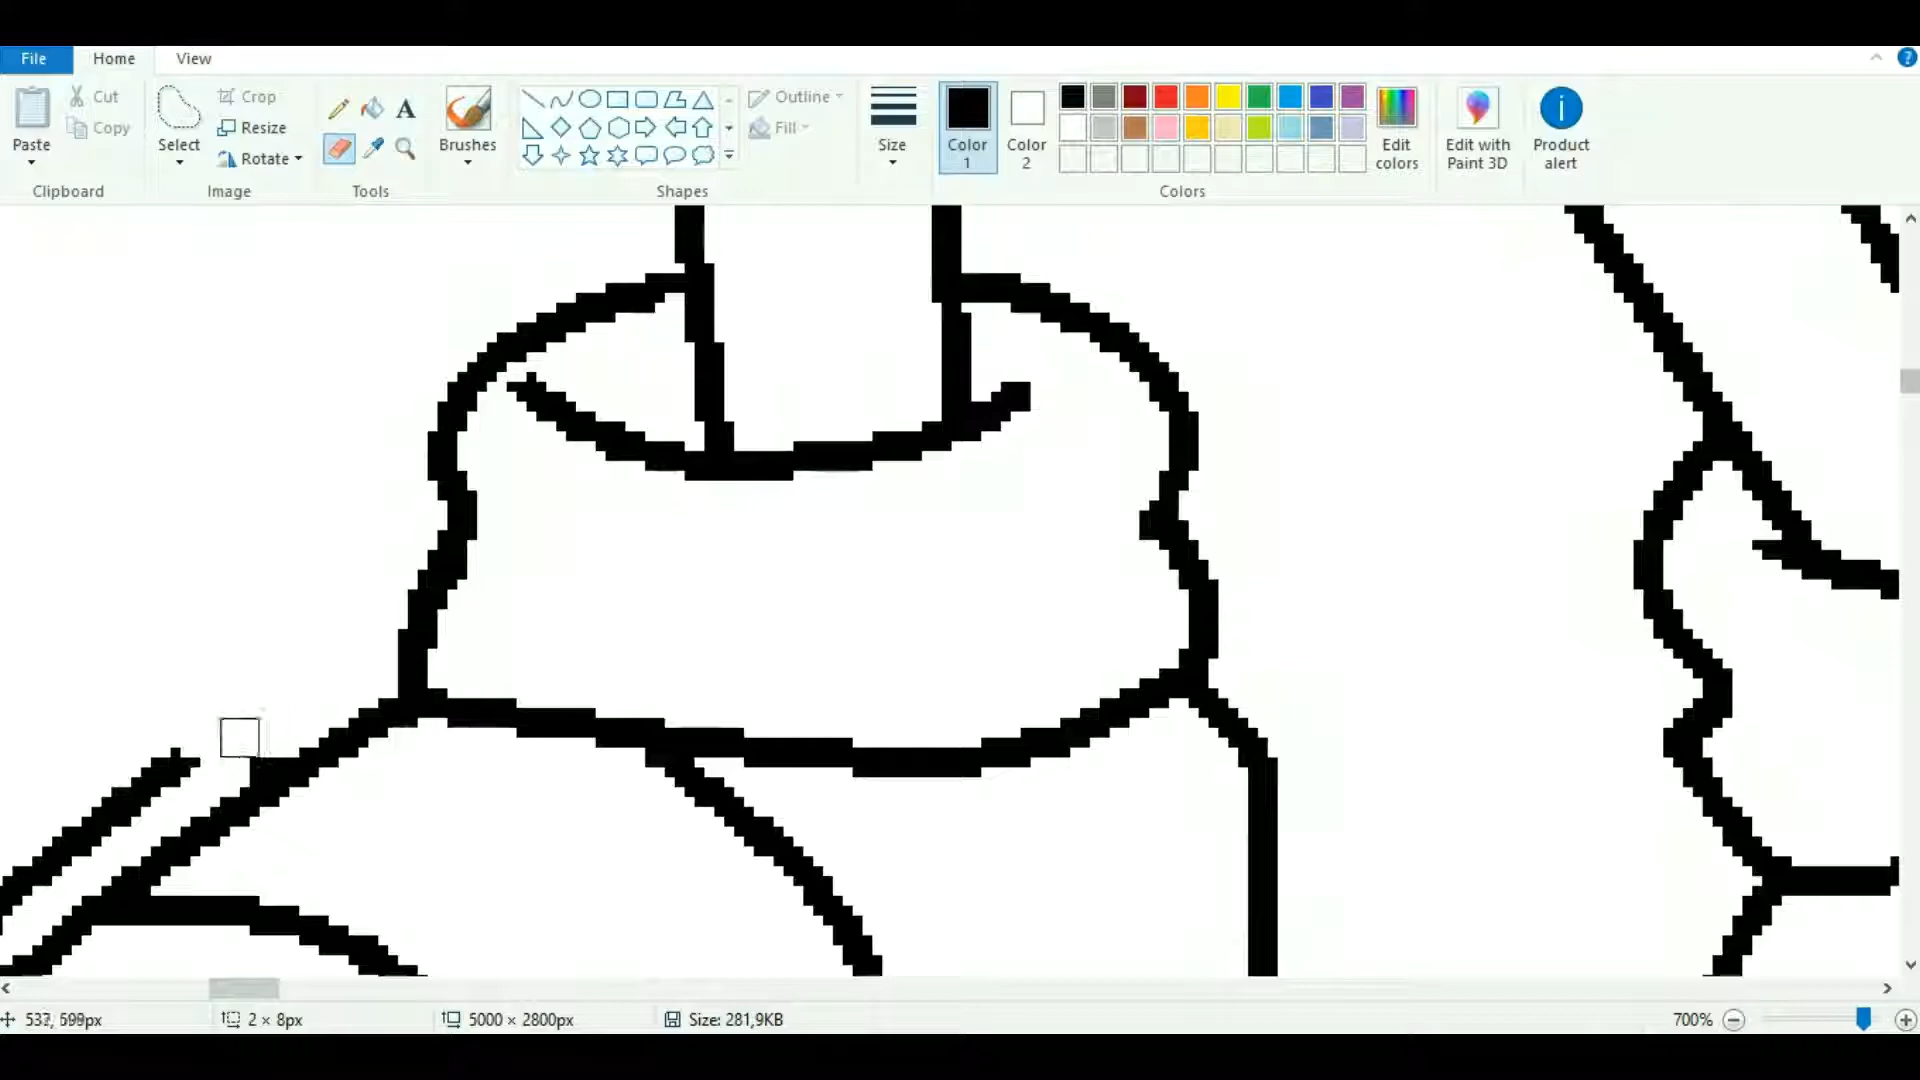 File Home View
Cut
Copy
Paste
Clipboard
Select
Crop
Resize
Rotate
Image
A
Tools
Brushes
Shapes
Outline
Fill
Size
Color
1
Color
2
Colors
Edit
colors
Edit with
Paint 3D
Product
alert
2 × 8px
5000 × 2800px
Size: 281,9KB
700%